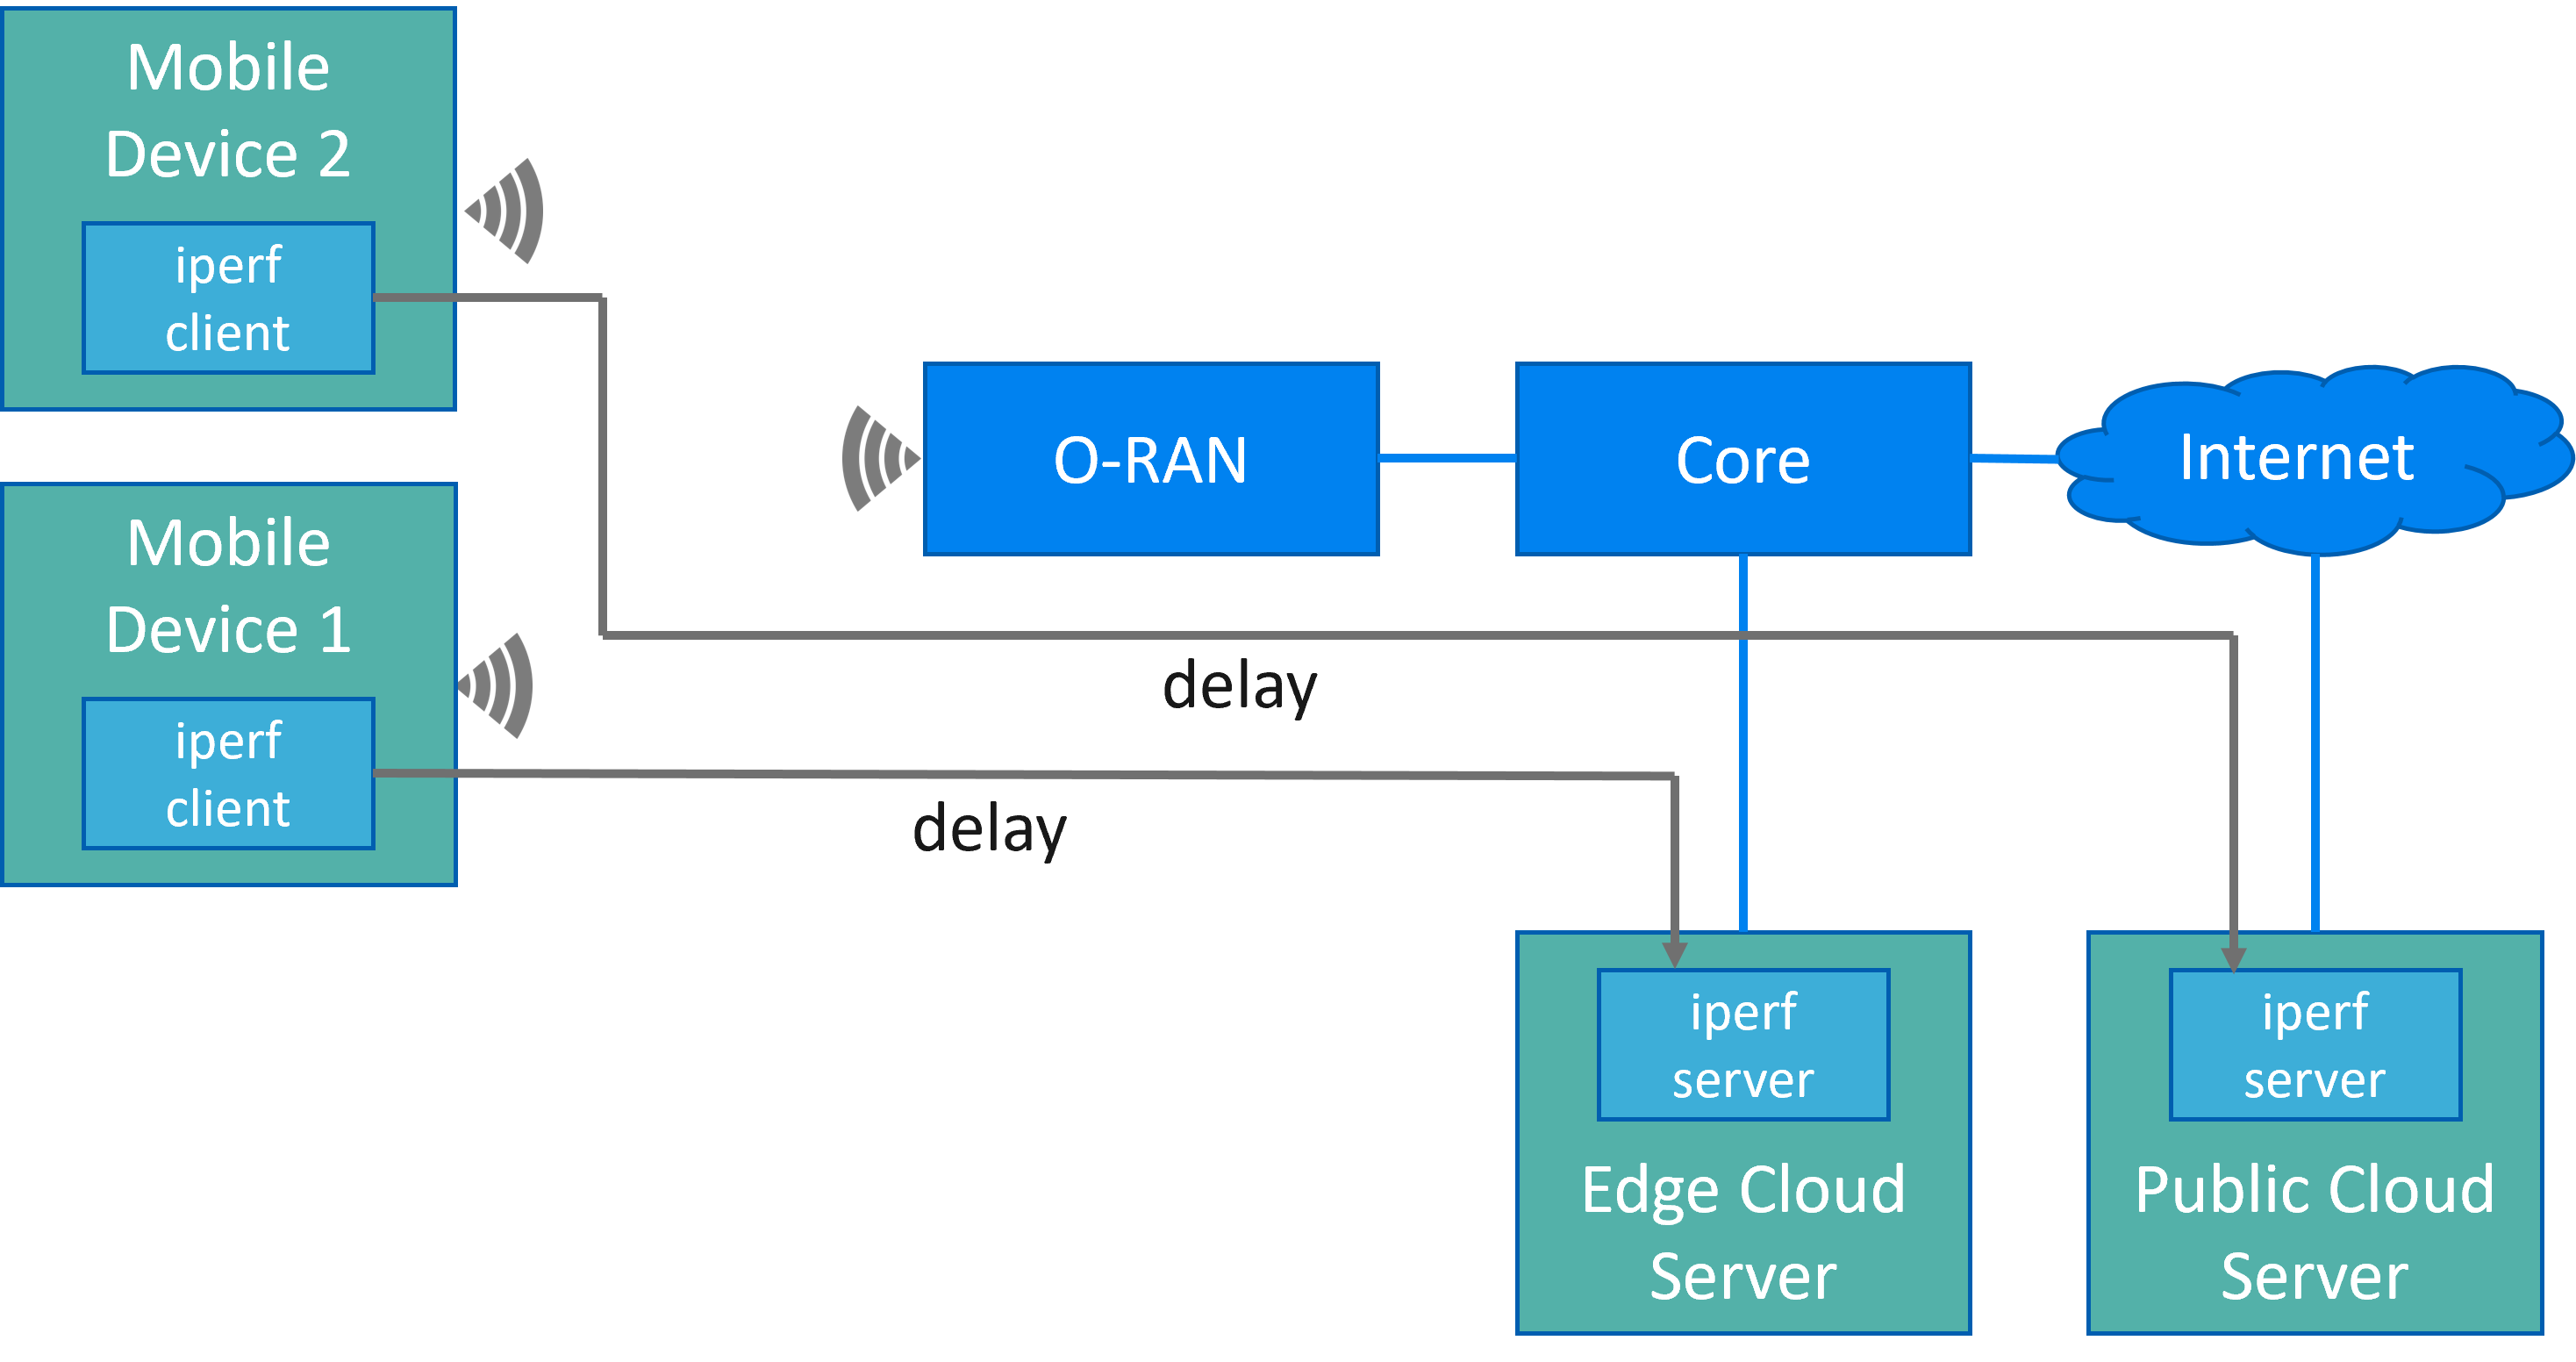 Mobile
Device 2
iperf
client
O-RAN
Core
Internet
Mobile
Device 1
iperf
client
delay
delay
iperf
server
Edge Cloud
Server
iperf
server
Public Cloud
Server